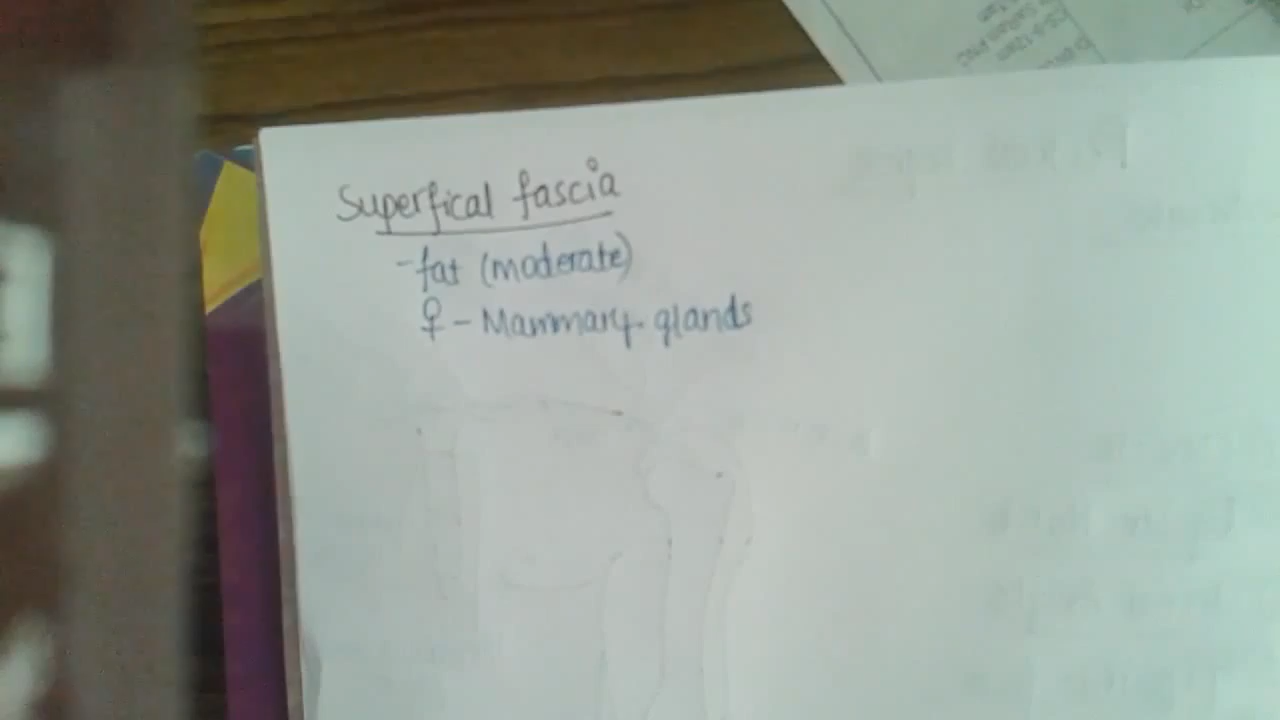 Superfical fascia
- fat (moderate)
♀ - Mammary glands